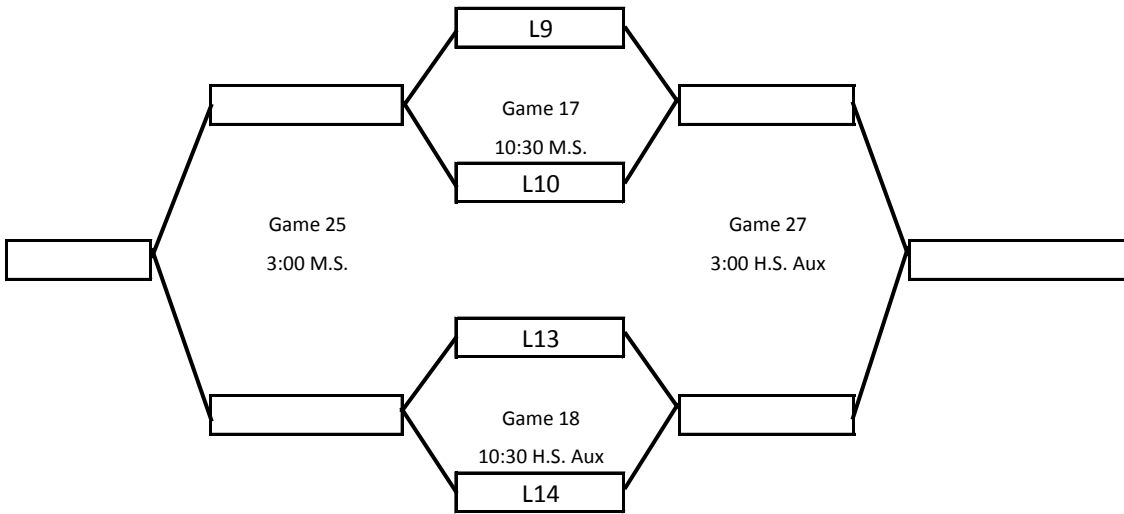 L9
Game 17
10:30 M.S.
L10
Game 25
3:00 M.S.
Game 27
3:00 H.S. Aux
L13
Game 18
10:30 H.S. Aux
L14